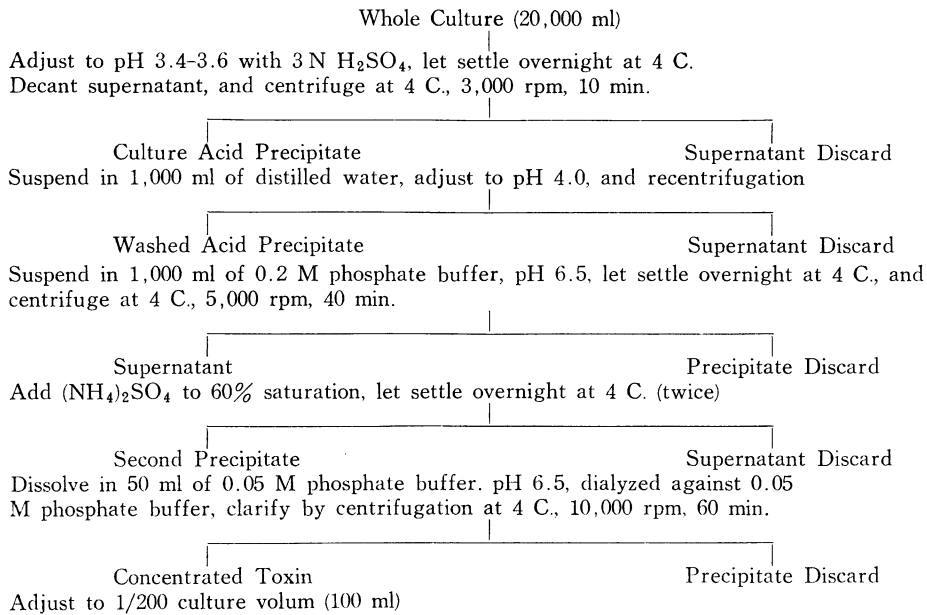 Whole Culture (20,000 ml)
Adjust to pH 3.4–3.6 with 3 N H₂SO₄, let settle overnight at 4 C.
Decant supernatant, and centrifuge at 4 C., 3,000 rpm, 10 min.
Culture Acid Precipitate Supernatant Discard
Suspend in 1,000 ml of distilled water, adjust to pH 4.0, and recentrifugation
Washed Acid Precipitate Supernatant Discard
Suspend in 1,000 ml of 0.2 M phosphate buffer, pH 6.5, let settle overnight at 4 C., and
centrifuge at 4 C., 5,000 rpm, 40 min.
Supernatant Precipitate Discard
Add (NH₄)₂SO₄ to 60% saturation, let settle overnight at 4 C. (twice)
Second Precipitate Supernatant Discard
Dissolve in 50 ml of 0.05 M phosphate buffer. pH 6.5, dialyzed against 0.05
M phosphate buffer, clarify by centrifugation at 4 C., 10,000 rpm, 60 min.
Concentrated Toxin Precipitate Discard
Adjust to 1/200 culture volum (100 ml)